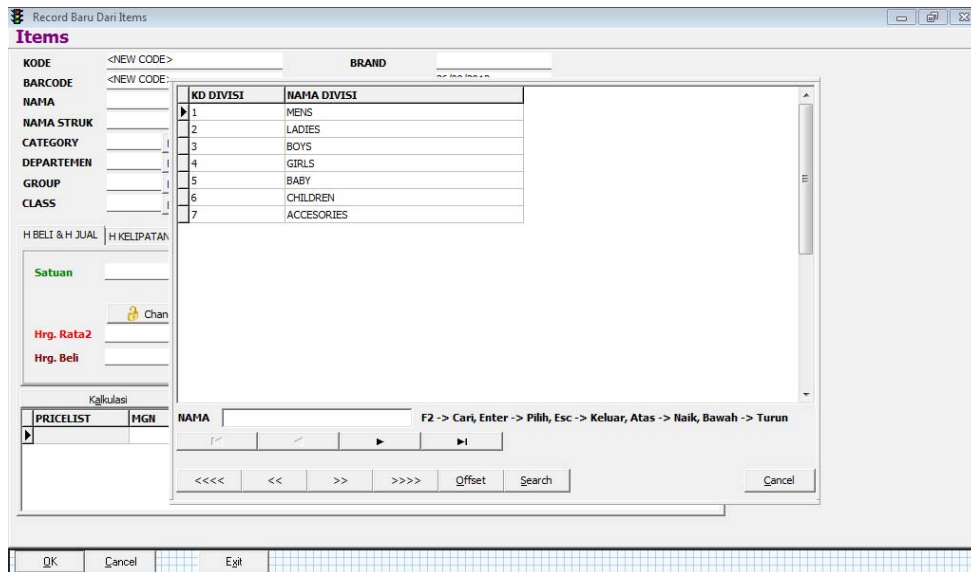 Record Baru Dari Items
Items
KODE <NEW CODE> BRAND
BARCODE <NEW CODE>
NAMA
NAMA STRUK
CATEGORY
DEPARTEMEN
GROUP
CLASS
KD DIVISI NAMA DIVISI
1 MENS
2 LADIES
3 BOYS
4 GIRLS
5 BABY
6 CHILDREN
7 ACCESORIES
H BELI & H JUAL H KELIPATAN
Satuan
Chan
Hrg. Rata2
Hrg. Beli
Kalkulasi
PRICELIST MGN
NAMA F2 -> Cari, Enter -> Pilih, Esc -> Keluar, Atas -> Naik, Bawah -> Turun
<<<< << >> >>>> Offset Search Cancel
OK Cancel Exit